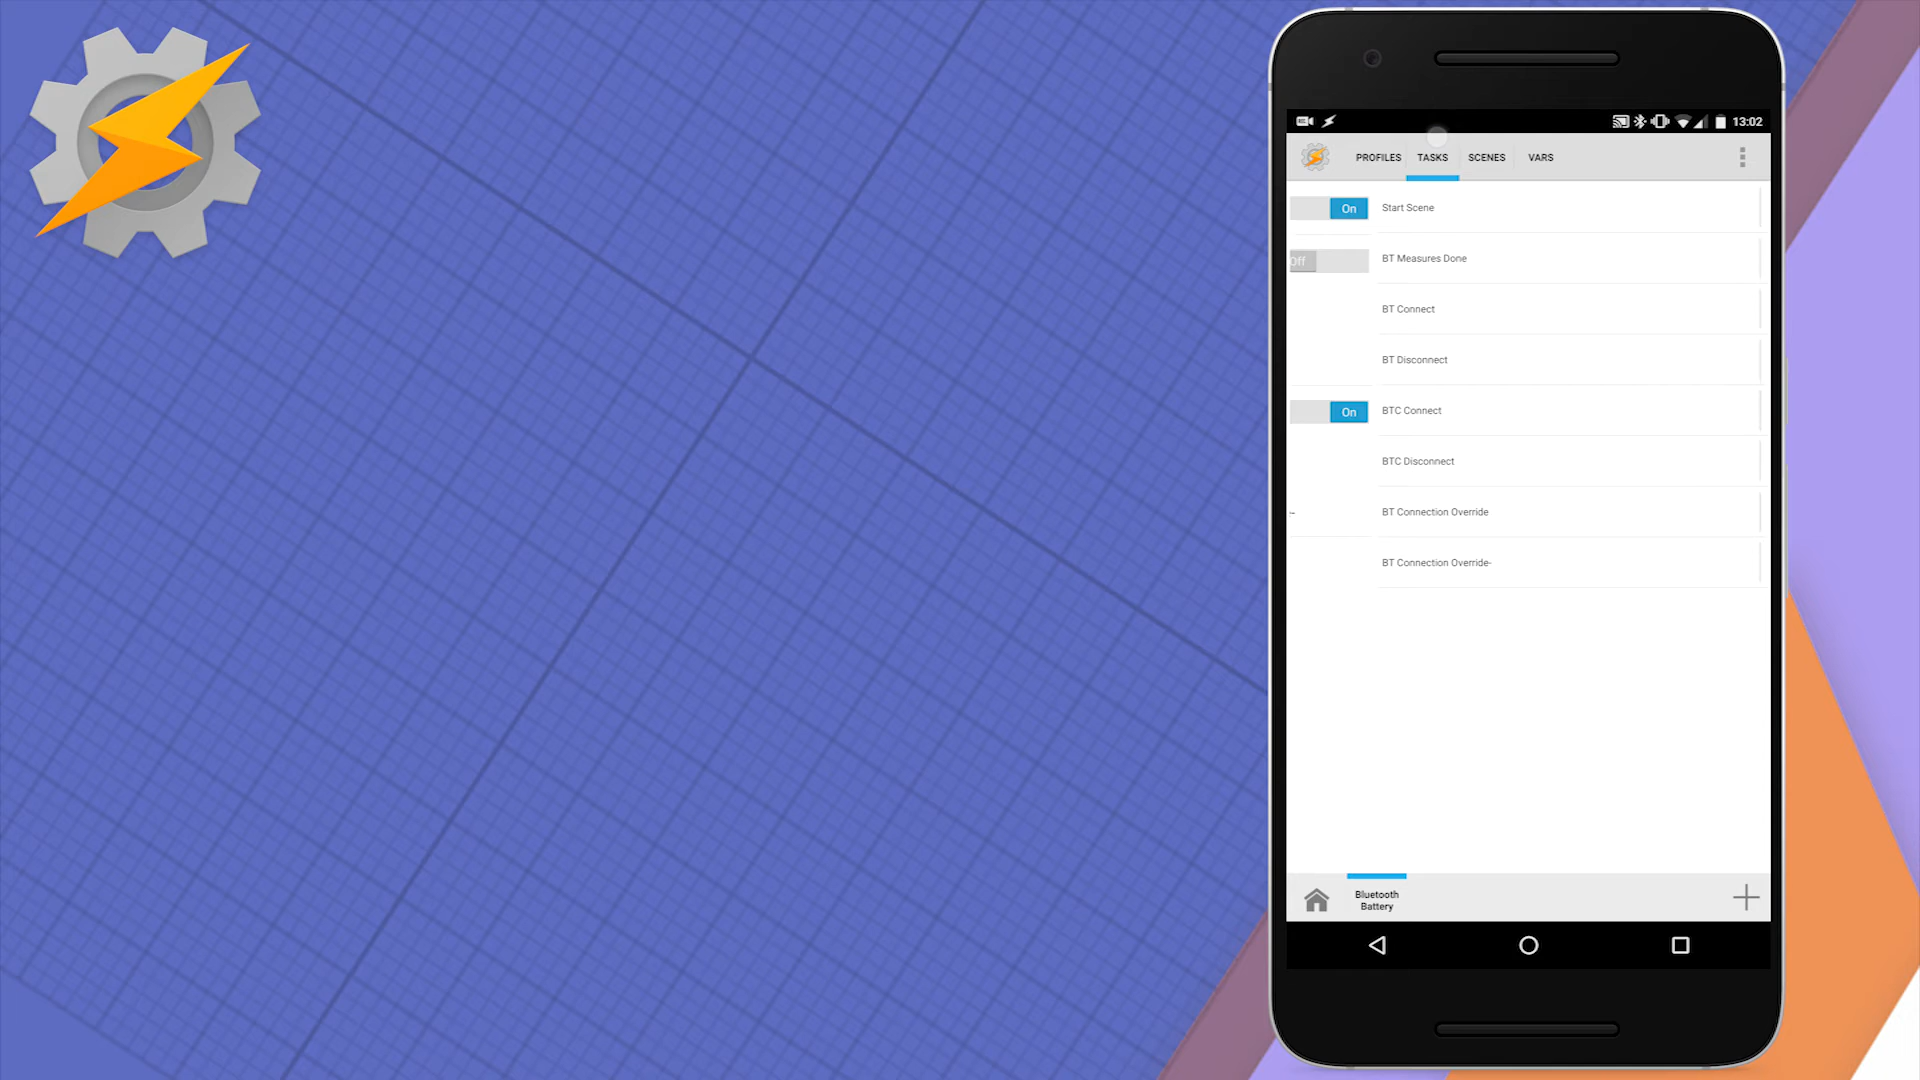 13:02
PROFILES TASKS SCENES VARS
On Start Scene
Off BT Measures Done
BT Connect
BT Disconnect
On BTC Connect
BTC Disconnect
BT Connection Override
BT Connection Override-
Bluetooth
Battery